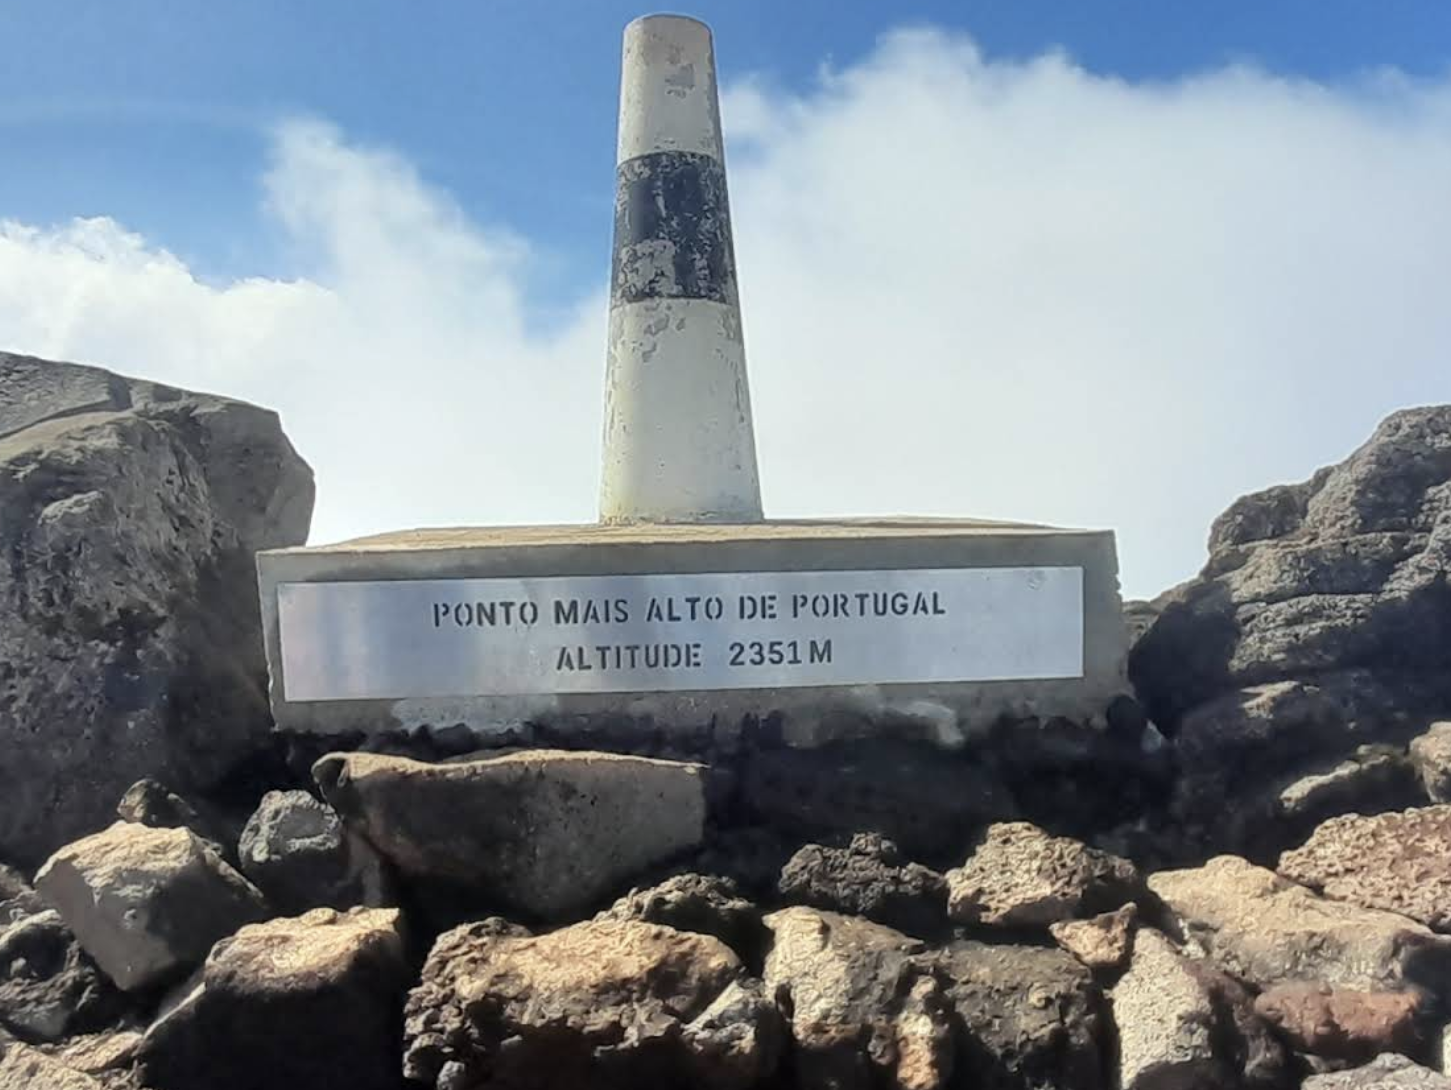 PONTO MAIS ALTO DE PORTUGAL
ALTITUDE 2351M